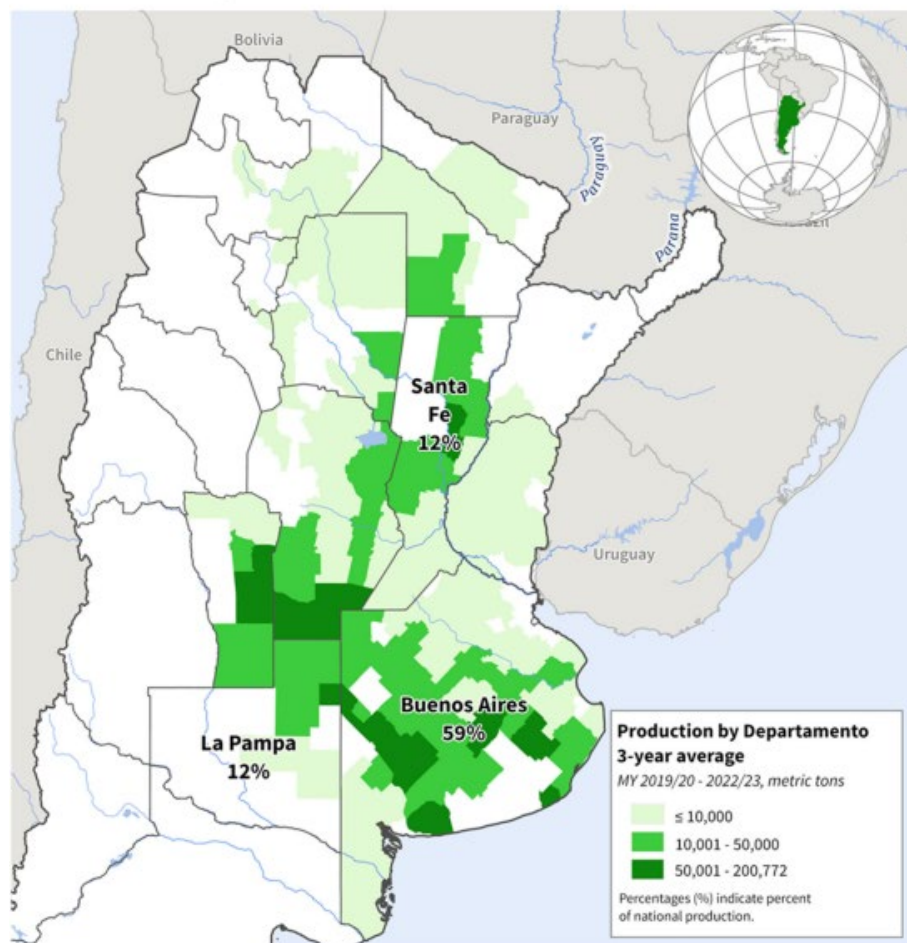 Bolivia
Paraguay
Paraguay
Parana
Chile
Santa
Fe
12%
Uruguay
Buenos Aires
59%
La Pampa
12%
Production by Departamento
3-year average
MY 2019/20 - 2022/23, metric tons
≤ 10,000
10,001 - 50,000
50,001 - 200,772
Percentages (%) indicate percent
of national production.